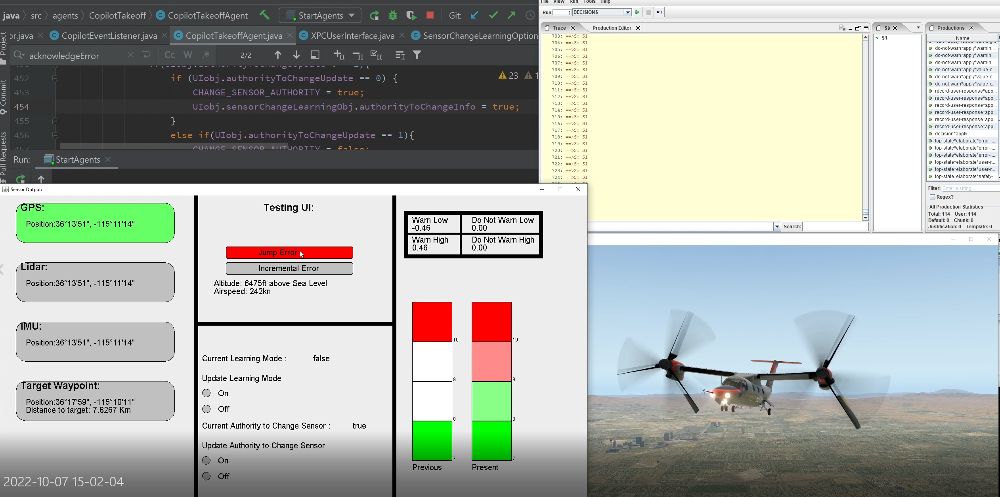 java
src
agents
CopilotTakeoff
CopilotTakeoffAgent
StartAgents
Git:
or.java
CopilotEventListener.java
CopilotTakeoffAgent.java
XPCUserInterface.java
SensorChangeLearningOption
acknowledgeError
Cc
W
.*
2/2
Project
Commit
Pull Requests
23
1
452 if (UIobj.authorityToChangeUpdate == 0) {
453 CHANGE_SENSOR_AUTHORITY = true;
454 UIobj.sensorChangeLearningObj.authorityToChangeInfo = true;
455 }
456 else if(UIobj.authorityToChangeUpdate == 1){
457 CHANGE_SENSOR_AUTHORITY = false;
Run:
StartAgents
File View Run Tools Help
Run 1 DECISIONS
Trace
Production Editor
703: ==>S: S1
704: ==>S: S1
705: ==>S: S1
706: ==>S: S1
707: ==>S: S1
708: ==>S: S1
709: ==>S: S1
710: ==>S: S1
711: ==>S: S1
712: ==>S: S1
713: ==>S: S1
714: ==>S: S1
715: ==>S: S1
716: ==>S: S1
717: ==>S: S1
718: ==>S: S1
719: ==>S: S1
720: ==>S: S1
721: ==>S: S1
722: ==>S: S1
723: ==>S: S1
724: ==>S: S1
Search:
Sta
S1
Productions
Name
do-not-warn*apply*warnin...
do-not-warn*apply*warnin...
do-not-warn*apply*warnin...
do-not-warn*apply*value-c...
do-not-warn*apply*value-c...
do-not-warn*apply*value-c...
record-user-response*app...
record-user-response*app...
record-user-response*app...
record-user-response*app...
record-user-response*app...
record-user-response*app...
decision*apply
top-state*elaborate*error-i...
top-state*elaborate*error-i...
top-state*elaborate*error-i...
top-state*elaborate*user-r...
top-state*elaborate*user-r...
top-state*elaborate*safety-...
Filter: Enter a string...
Regex?
All Production Statistics
Total: 114 User: 114
Default: 0 Chunk: 0
Justification: 0 Template: 0
Sensor Output:
GPS:
Position:36°13'51", -115°11'14"
Lidar:
Position:36°13'51", -115°11'14"
IMU:
Position:36°13'51", -115°11'14"
Target Waypoint:
Position:36°17'59", -115°10'11"
Distance to target: 7.8267 Km
Testing UI:
Jump Error
Incremental Error
Altitude: 6475ft above Sea Level
Airspeed: 242kn
Current Learning Mode : false
Update Learning Mode
On
Off
Current Authority to Change Sensor : true
Update Authority to Change Sensor
On
Off
Warn Low
-0.46
Do Not Warn Low
0.00
Warn High
0.46
Do Not Warn High
0.00
10 10
9 9
8 8
7 7
Previous Present
2022-10-07 15-02-04